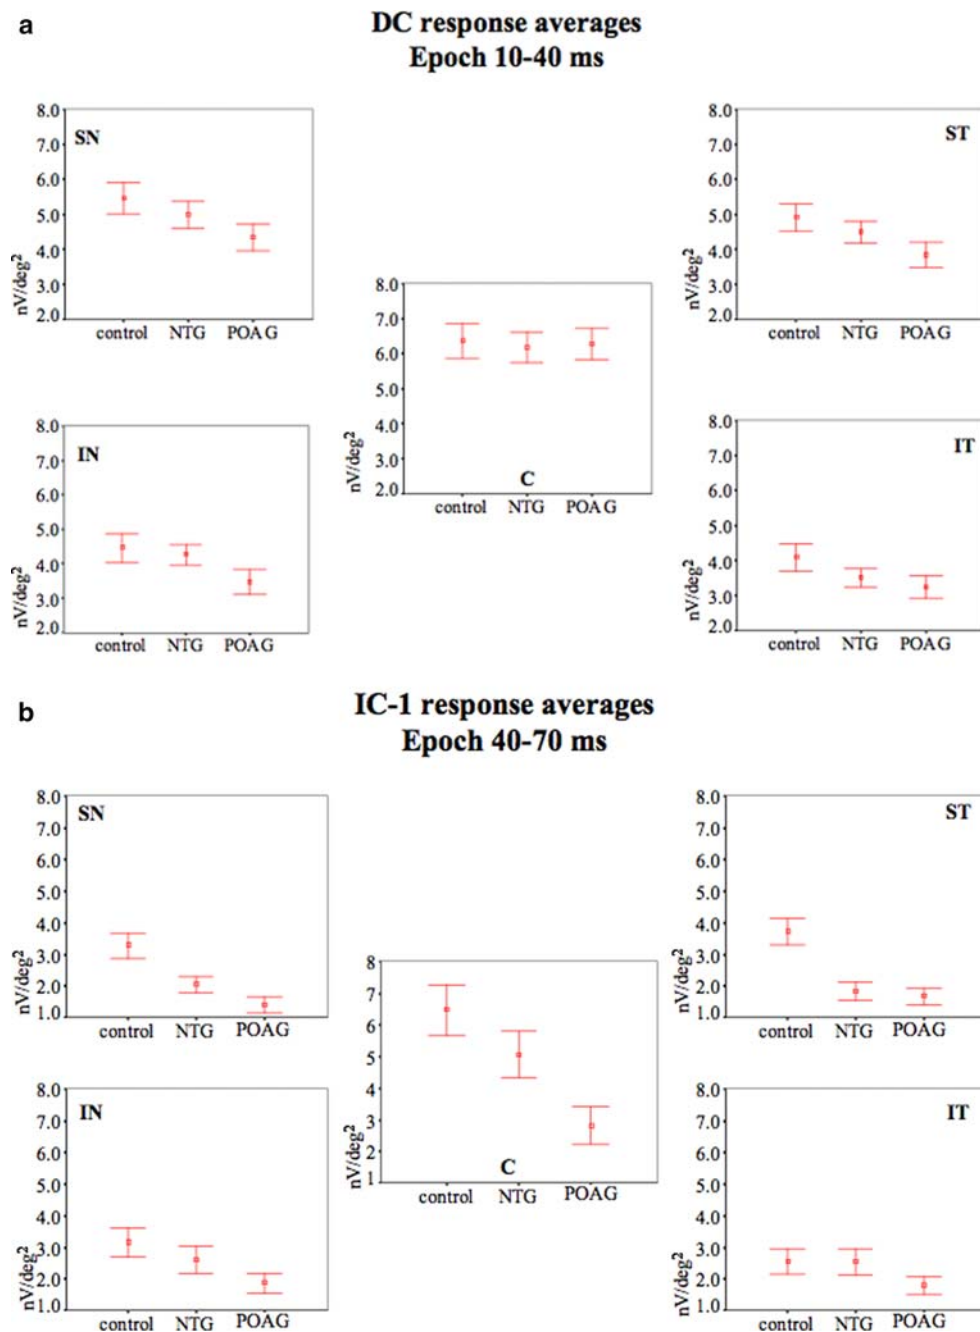 a
DC response averages
Epoch 10-40 ms
8.0
7.0
6.0
5.0
4.0
3.0
2.0
nV/deg²
SN
control NTG POAG
8.0
7.0
6.0
5.0
4.0
3.0
2.0
nV/deg²
ST
control NTG POAG
8.0
7.0
6.0
5.0
4.0
3.0
2.0
nV/deg²
C
control NTG POAG
8.0
7.0
6.0
5.0
4.0
3.0
2.0
nV/deg²
IN
control NTG POAG
8.0
7.0
6.0
5.0
4.0
3.0
2.0
nV/deg²
IT
control NTG POAG
b
IC-1 response averages
Epoch 40-70 ms
8.0
7.0
6.0
5.0
4.0
3.0
2.0
1.0
nV/deg²
SN
control NTG POAG
8.0
7.0
6.0
5.0
4.0
3.0
2.0
1.0
nV/deg²
ST
control NTG POAG
8
7
6
5
4
3
2
1
nV/deg²
C
control NTG POAG
8.0
7.0
6.0
5.0
4.0
3.0
2.0
1.0
nV/deg²
IN
control NTG POAG
8.0
7.0
6.0
5.0
4.0
3.0
2.0
1.0
nV/deg²
IT
control NTG POAG